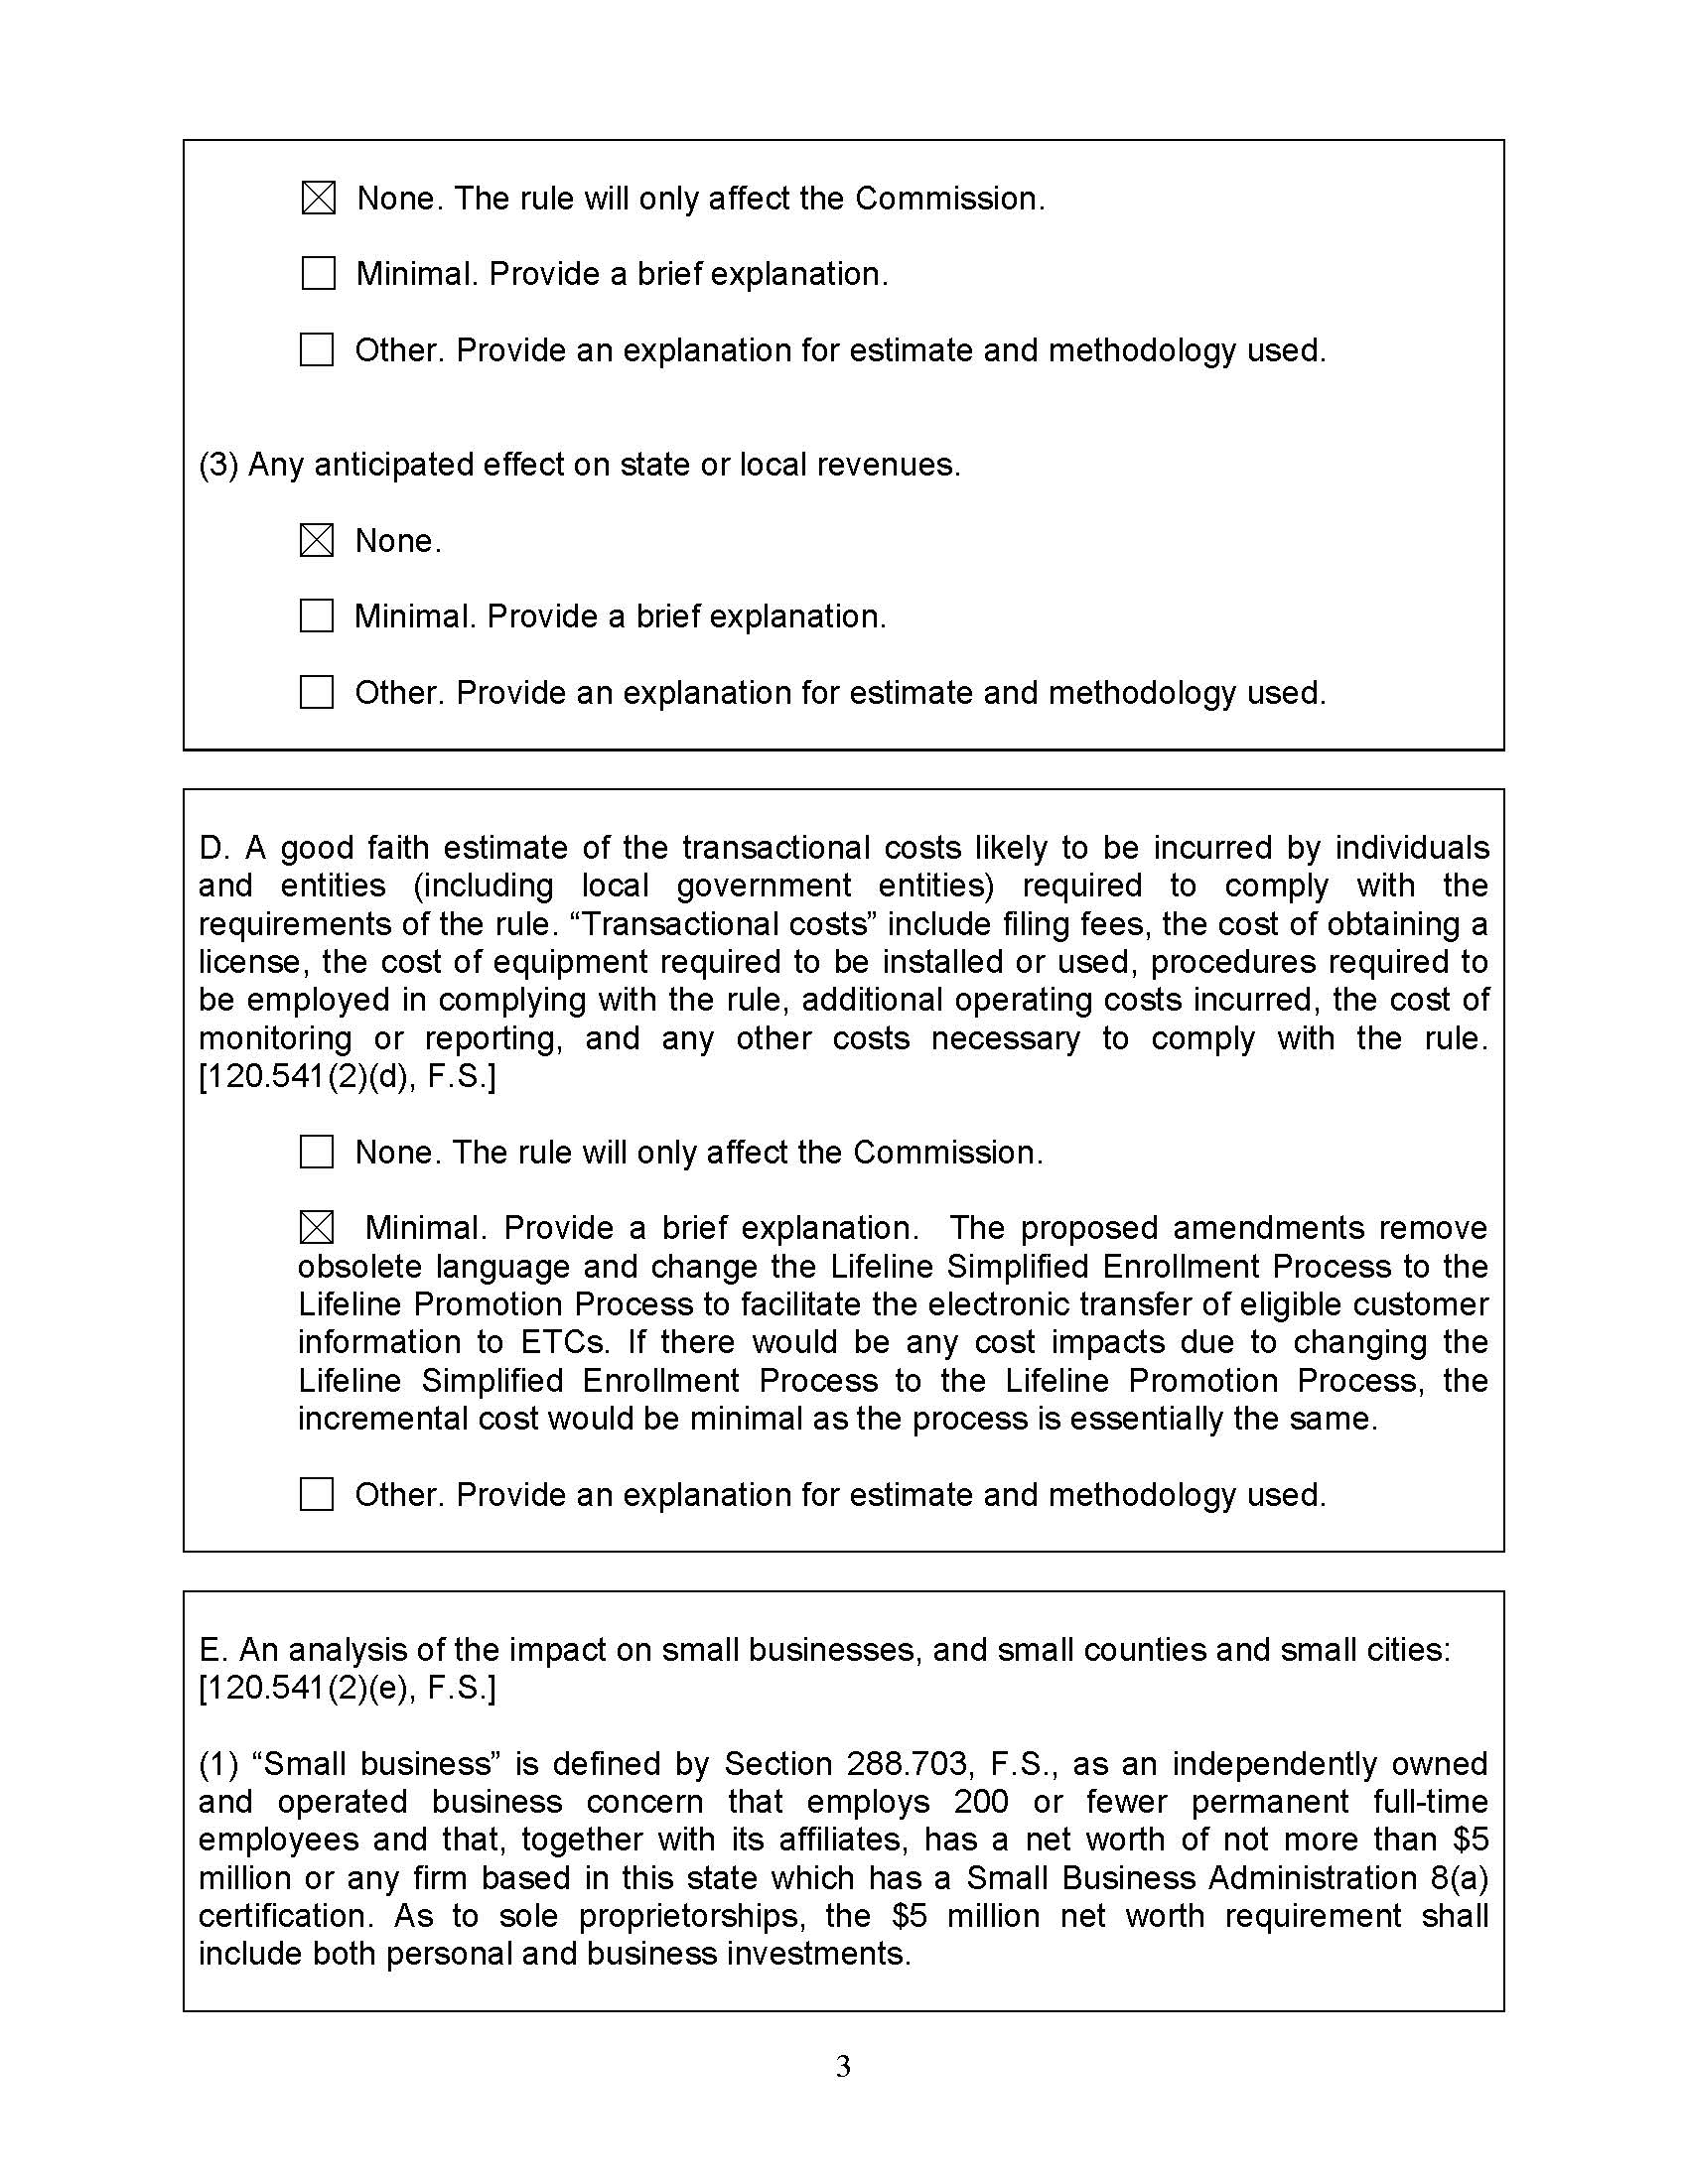 ☒ None. The rule will only affect the Commission.
☐ Minimal. Provide a brief explanation.
☐ Other. Provide an explanation for estimate and methodology used.
(3) Any anticipated effect on state or local revenues.
☒ None.
☐ Minimal. Provide a brief explanation.
☐ Other. Provide an explanation for estimate and methodology used.
D. A good faith estimate of the transactional costs likely to be incurred by individuals
and entities (including local government entities) required to comply with the
requirements of the rule. “Transactional costs” include filing fees, the cost of obtaining a
license, the cost of equipment required to be installed or used, procedures required to
be employed in complying with the rule, additional operating costs incurred, the cost of
monitoring or reporting, and any other costs necessary to comply with the rule.
[120.541(2)(d), F.S.]
☐ None. The rule will only affect the Commission.
☒ Minimal. Provide a brief explanation. The proposed amendments remove
obsolete language and change the Lifeline Simplified Enrollment Process to the
Lifeline Promotion Process to facilitate the electronic transfer of eligible customer
information to ETCs. If there would be any cost impacts due to changing the
Lifeline Simplified Enrollment Process to the Lifeline Promotion Process, the
incremental cost would be minimal as the process is essentially the same.
☐ Other. Provide an explanation for estimate and methodology used.
E. An analysis of the impact on small businesses, and small counties and small cities:
[120.541(2)(e), F.S.]
(1) “Small business” is defined by Section 288.703, F.S., as an independently owned
and operated business concern that employs 200 or fewer permanent full-time
employees and that, together with its affiliates, has a net worth of not more than $5
million or any firm based in this state which has a Small Business Administration 8(a)
certification. As to sole proprietorships, the $5 million net worth requirement shall
include both personal and business investments.
3